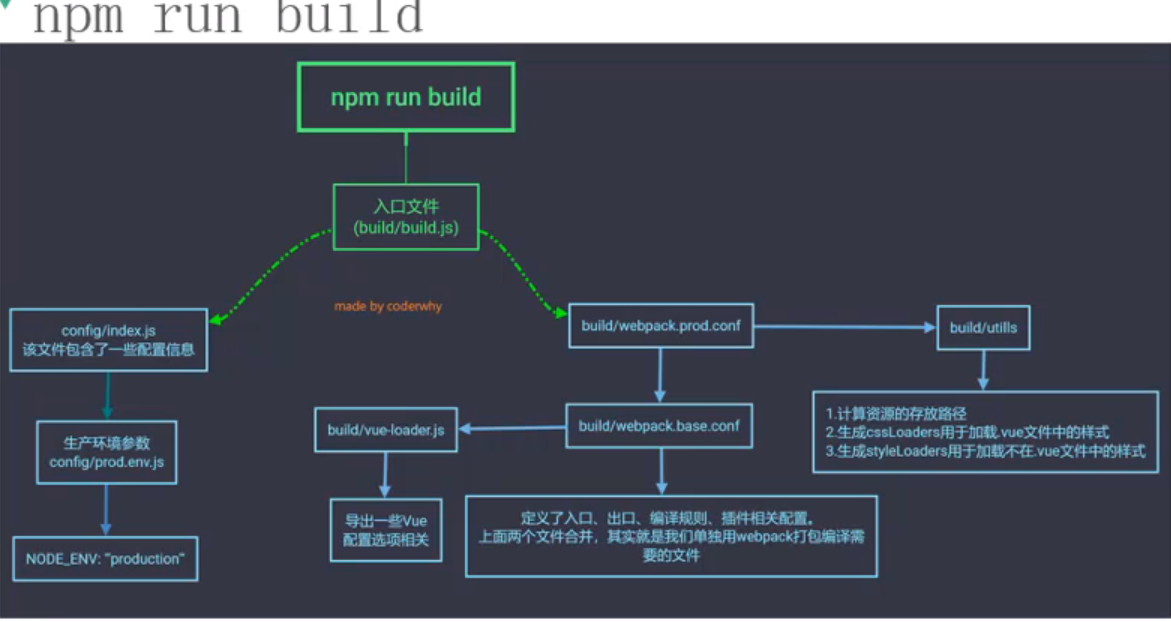 npm run build
npm run build
入口文件
(build/build.js)
made by coderwhy
config/index.js
该文件包含了一些配置信息
build/webpack.prod.conf
build/utills
生产环境参数
config/prod.env.js
build/vue-loader.js
build/webpack.base.conf
1.计算资源的存放路径
2.生成cssLoaders用于加载.vue文件中的样式
3.生成styleLoaders用于加载不在.vue文件中的样式
导出一些Vue
配置选项相关
定义了入口、出口、编译规则、插件相关配置。
上面两个文件合并，其实就是我们单独用webpack打包编译需
要的文件
NODE_ENV: "production"